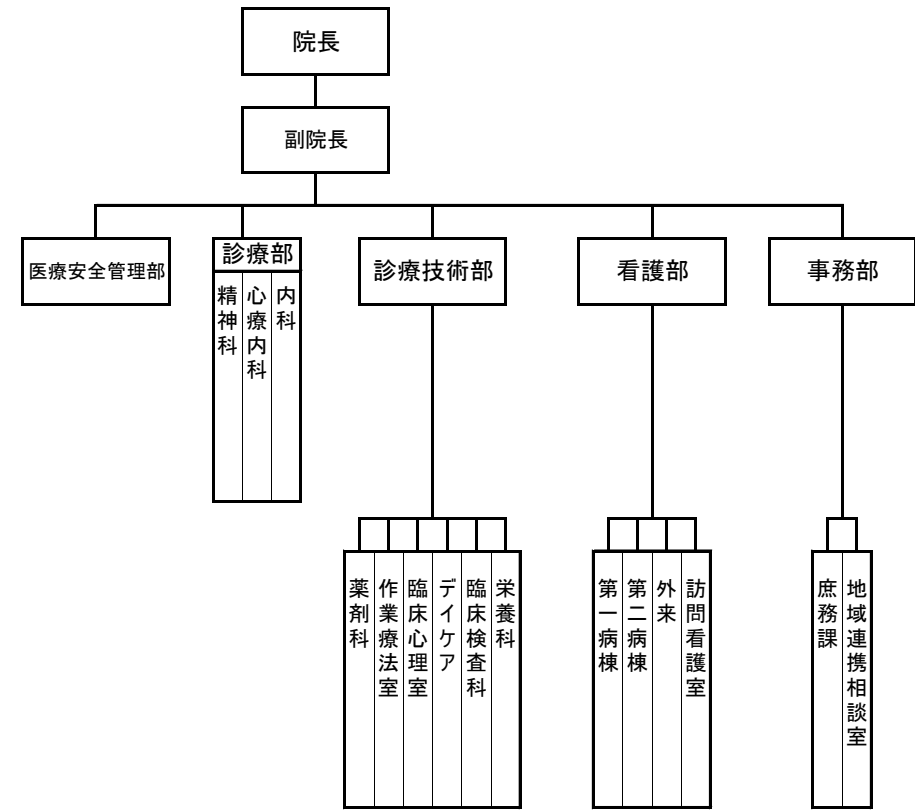 院長
副院長
医療安全管理部
診療部
診療技術部
看護部
事務部
精神科
心療内科
内科
薬剤科
作業療法室
臨床心理室
デイケア
臨床検査科
栄養科
第一病棟
第二病棟
外来
訪問看護室
庶務課
地域連携相談室